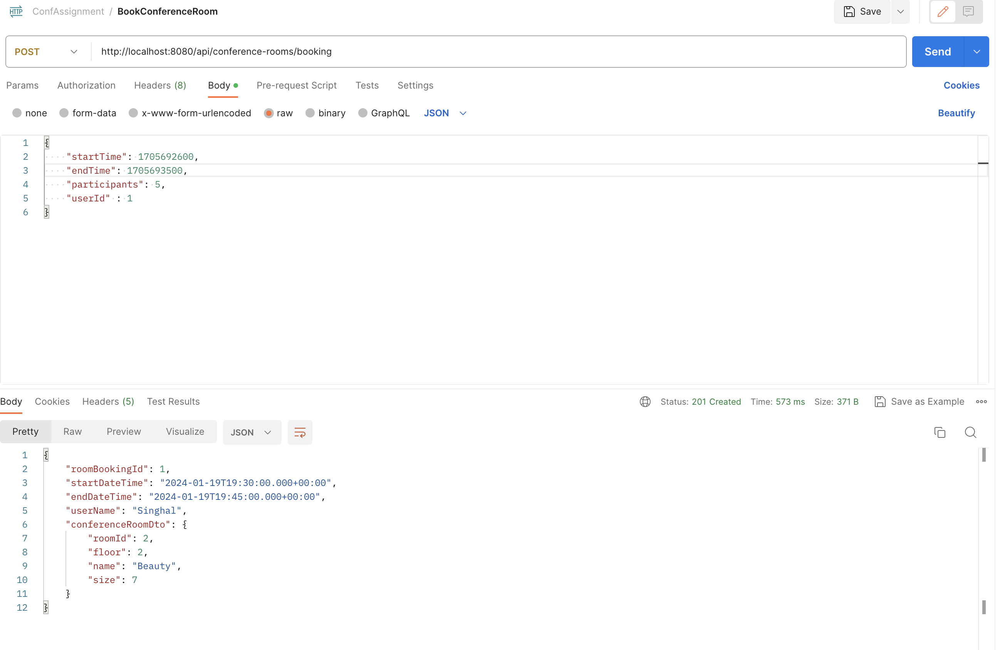 HTTP ConfAssignment / BookConferenceRoom Save
POST http://localhost:8080/api/conference-rooms/booking Send
Params Authorization Headers (8) Body Pre-request Script Tests Settings Cookies
none form-data x-www-form-urlencoded raw binary GraphQL JSON Beautify
1 {
2 "startTime": 1705692600,
3 "endTime": 1705693500,
4 "participants": 5,
5 "userId" : 1
6 }
Body Cookies Headers (5) Test Results Status: 201 Created Time: 573 ms Size: 371 B Save as Example
Pretty Raw Preview Visualize JSON
1 {
2 "roomBookingId": 1,
3 "startDateTime": "2024-01-19T19:30:00.000+00:00",
4 "endDateTime": "2024-01-19T19:45:00.000+00:00",
5 "userName": "Singhal",
6 "conferenceRoomDto": {
7 "roomId": 2,
8 "floor": 2,
9 "name": "Beauty",
10 "size": 7
11 }
12 }